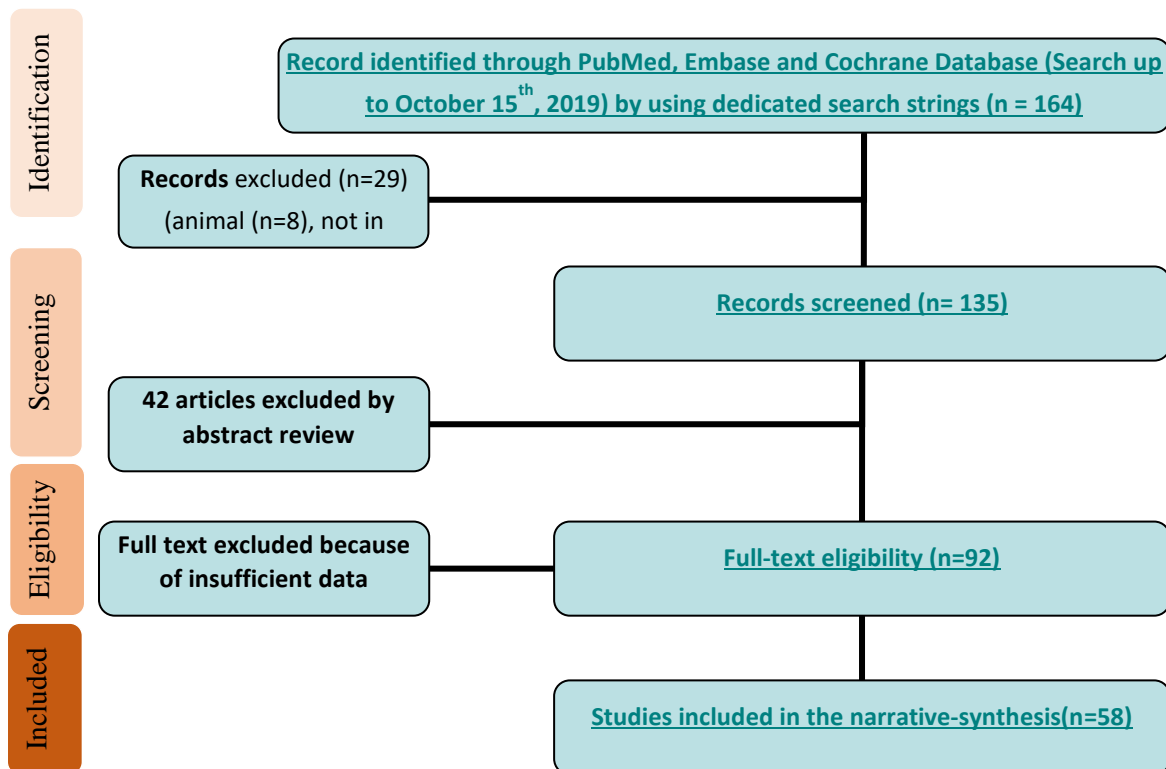 Identification
Record identified through PubMed, Embase and Cochrane Database (Search up
to October 15th, 2019) by using dedicated search strings (n = 164)
Records excluded (n=29)
(animal (n=8), not in
Screening
Records screened (n= 135)
42 articles excluded by
abstract review
Eligibility
Full text excluded because
of insufficient data
Full-text eligibility (n=92)
Included
Studies included in the narrative-synthesis(n=58)